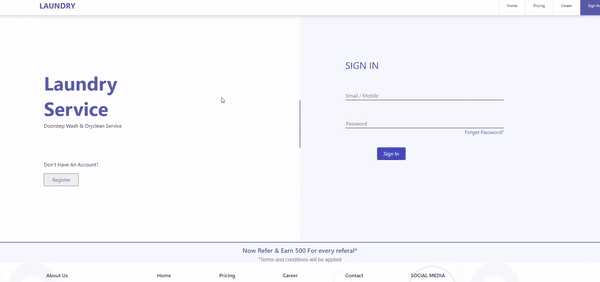 LAUNDRY
Home Pricing Career Sign In
Laundry
Service
Doorstep Wash & Dryclean Service
Don't Have An Account?
Register
SIGN IN
Email / Mobile
Password
Forget Password?
Sign In
Now Refer & Earn 500 For every referal*
*Terms and conditions will be applied
About Us Home Pricing Career Contact SOCIAL MEDIA